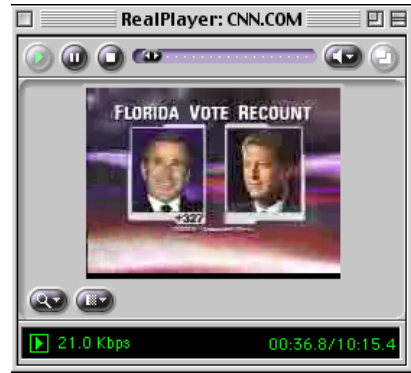 RealPlayer: CNN.COM
FLORIDA VOTE RECOUNT
+327
21.0 Kbps
00:36.8/10:15.4